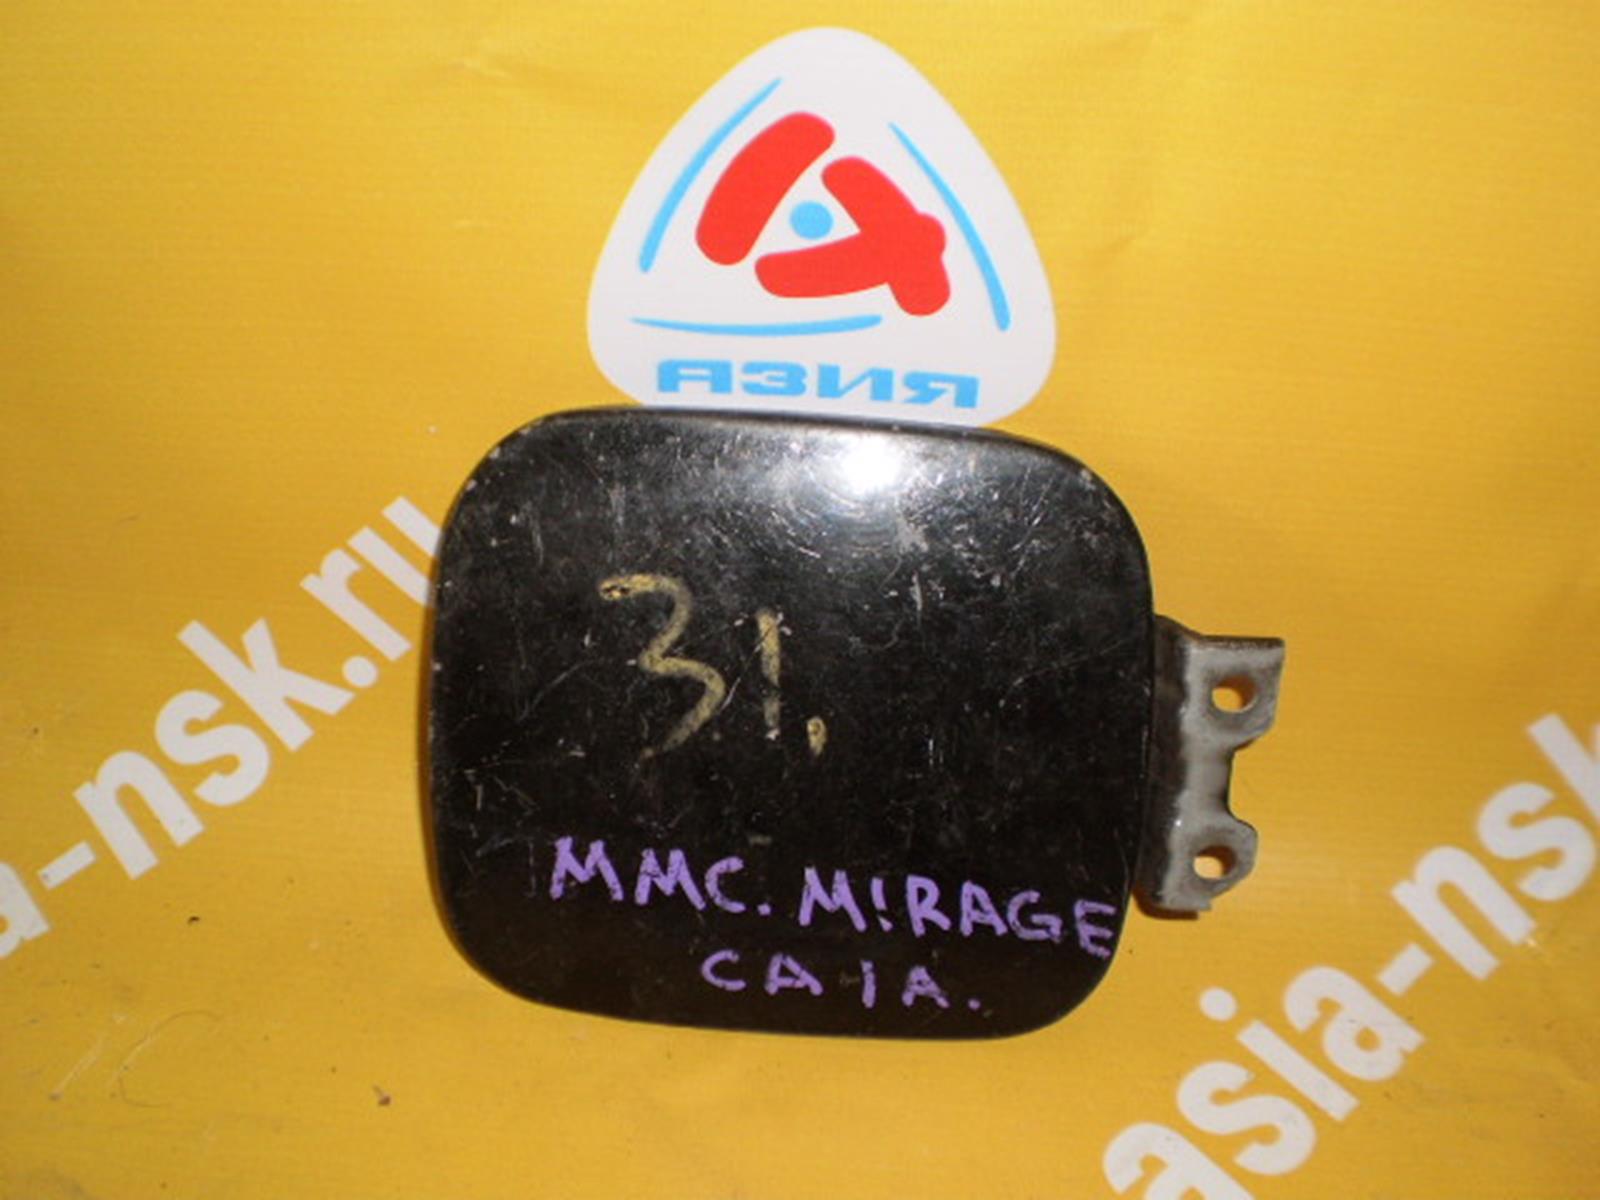 АЗИЯ
asia-nsk.ru
31.
MMC. MIRAGE
CA1A.
asia-nsk